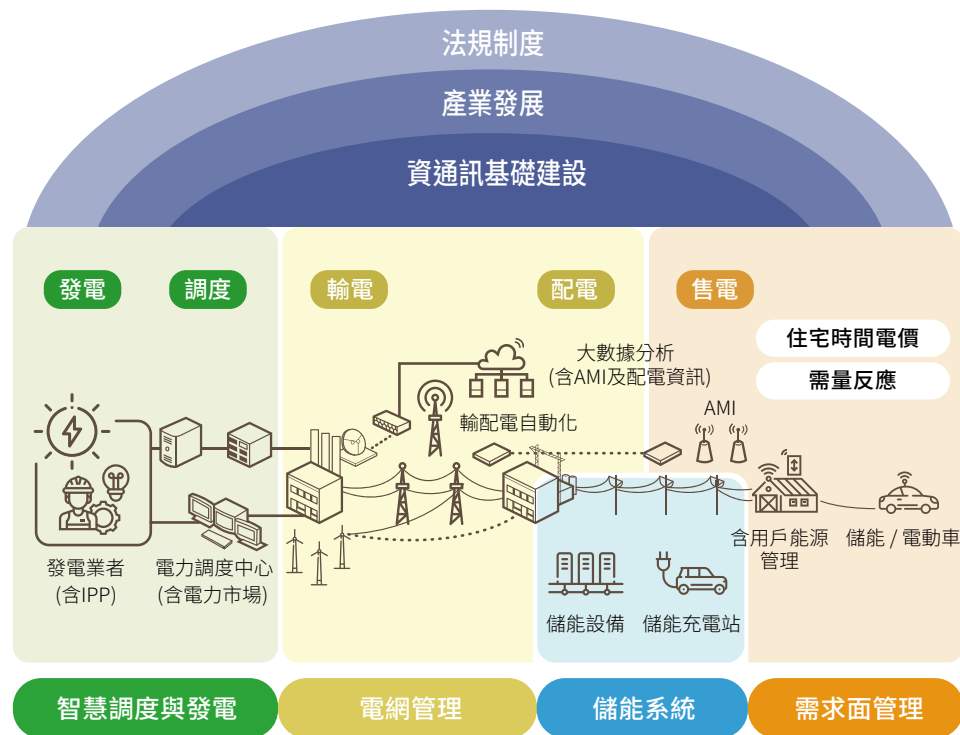 法規制度
產業發展
資通訊基礎建設
發電
調度
輸電
配電
售電
住宅時間電價
需量反應
大數據分析
(含AMI及配電資訊)
輸配電自動化
AMI
發電業者
(含IPP)
電力調度中心
(含電力市場)
含用戶能源
管理
儲能 / 電動車
儲能設備
儲能充電站
智慧調度與發電
電網管理
儲能系統
需求面管理